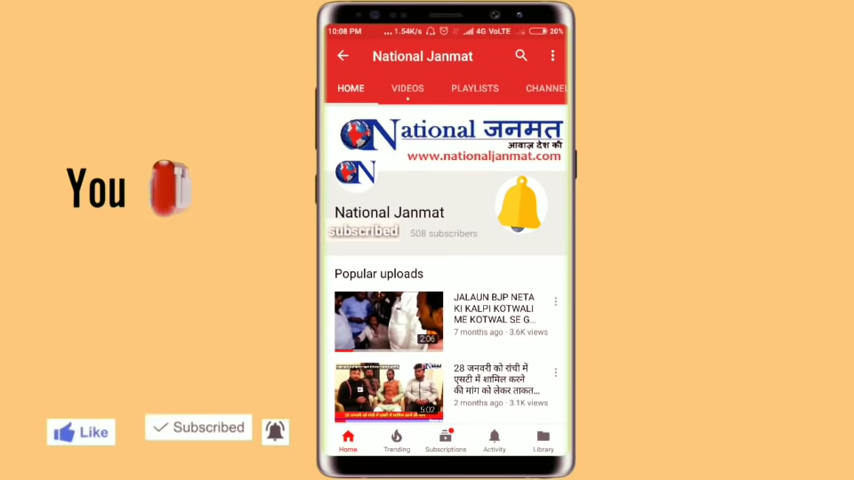 10:08 PM ... 1.54K/s 4G VoLTE 20%
National Janmat
HOME VIDEOS PLAYLISTS CHANNEL
National जनमत
आवाज़ देश की
www.nationaljanmat.com
N
You
National Janmat
subscribed 508 subscribers
Popular uploads
JALAUN BJP NETA
KI KALPI KOTWALI
ME KOTWAL SE G...
7 months ago · 3.6K views
2:06
28 जनवरी को रांची में
एसटी में शामिल करने
की मांग को लेकर ताकत...
2 months ago · 3.1K views
5:02
Like
Subscribed
Home Trending Subscriptions Activity Library